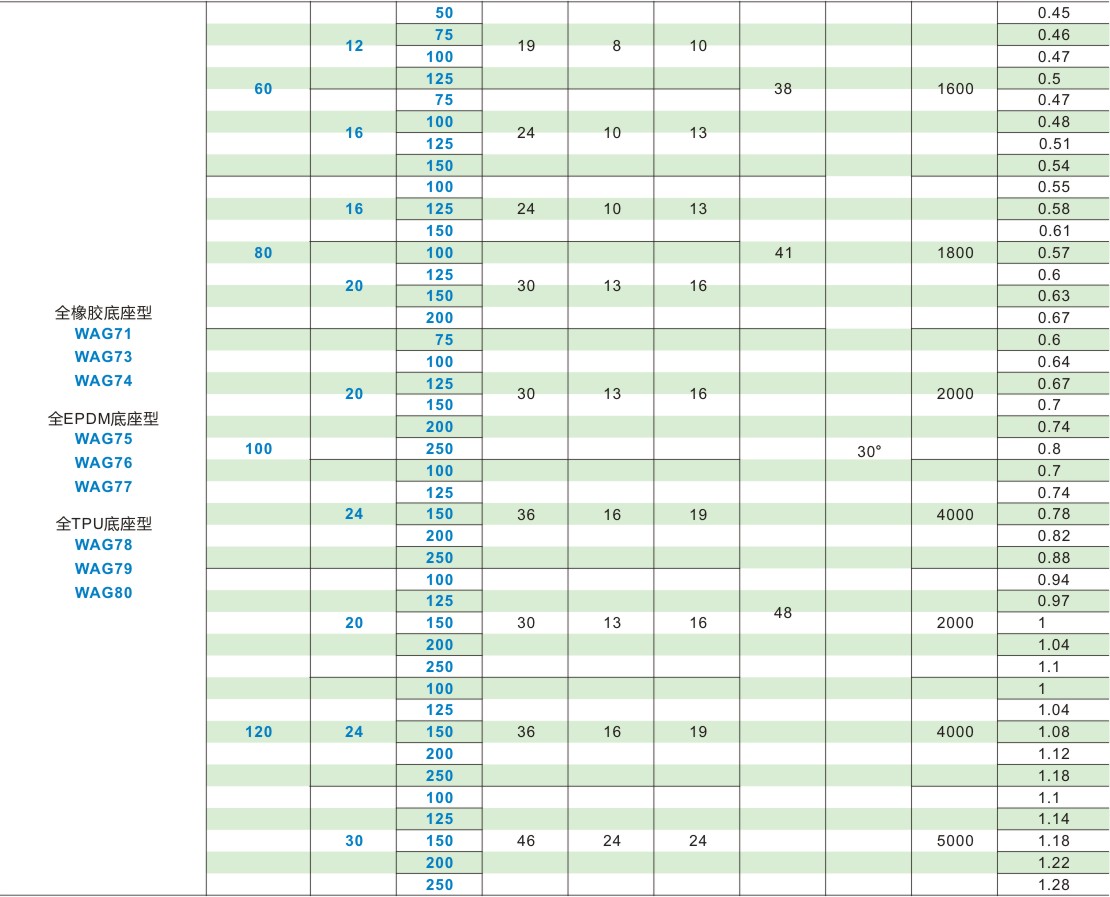 50 0.45
12 75 19 8 10 0.46
100 0.47
60 125 38 1600 0.5
75 0.47
16 100 24 10 13 0.48
125 0.51
150 0.54
100 0.55
16 125 24 10 13 0.58
150 0.61
80 100 41 1800 0.57
20 125 30 13 16 0.6
150 0.63
全橡胶底座型 200 0.67
WAG71 75 0.6
WAG73 100 0.64
WAG74 125 0.67
20 150 30 13 16 2000 0.7
全EPDM底座型 200 0.74
WAG75 100 250 30° 0.8
WAG76 100 0.7
WAG77 125 0.74
24 150 36 16 19 4000 0.78
全TPU底座型 200 0.82
WAG78 250 0.88
WAG79 100 0.94
WAG80 125 0.97
20 150 30 13 16 48 2000 1
200 1.04
250 1.1
100 1
125 1.04
120 24 150 36 16 19 4000 1.08
200 1.12
250 1.18
100 1.1
125 1.14
30 150 46 24 24 5000 1.18
200 1.22
250 1.28